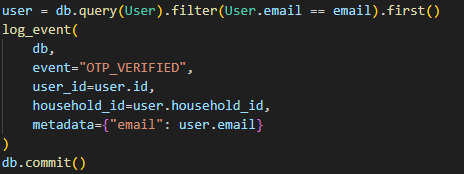 user = db.query(User).filter(User.email == email).first()
log_event(
    db,
    event="OTP_VERIFIED",
    user_id=user.id,
    household_id=user.household_id,
    metadata={"email": user.email}
)
db.commit()